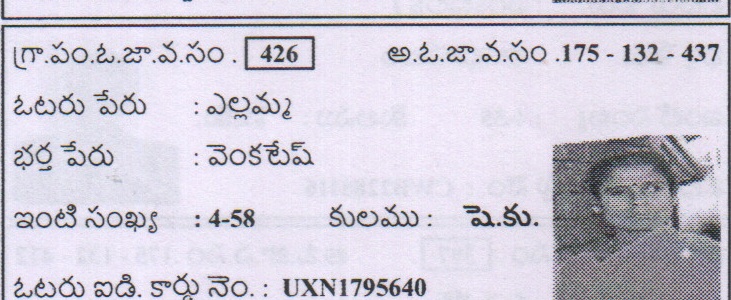 గ్రా.పం.ఓ.జా.వ.సం . 426 అ.ఓ.జా.వ.సం .175 - 132 - 437
ఓటరు పేరు : ఎల్లమ్మ
భర్త పేరు : వెంకటేష్
ఇంటి సంఖ్య : 4-58 కులము : షె.కు.
ఓటరు ఐడి. కార్డు నెం. : UXN1795640